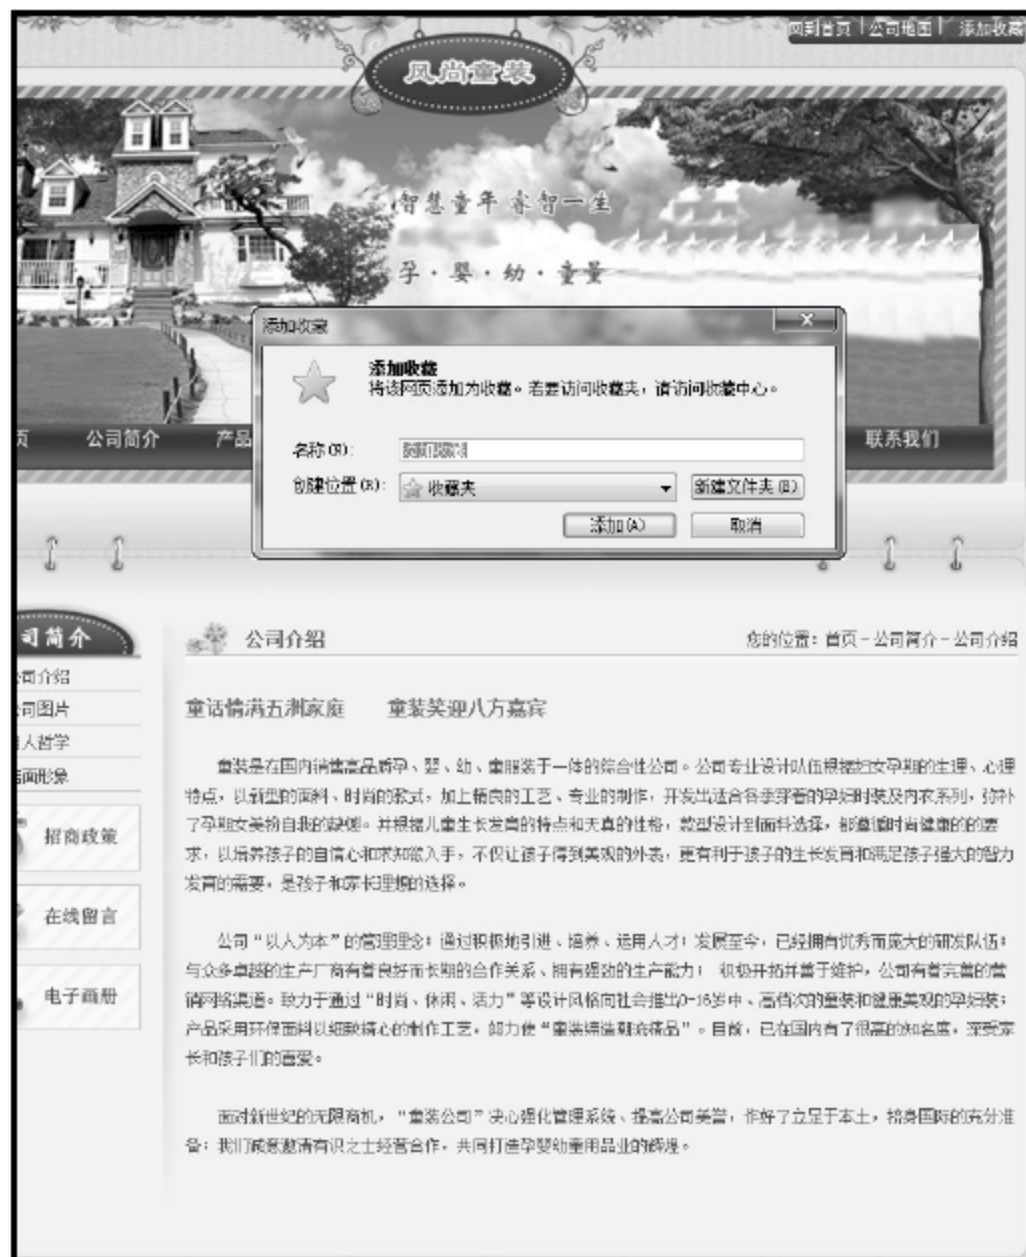 回到首页 | 公司地图 | 添加收藏
风尚童装
智慧童年 睿智一生
孕·婴·幼·童量
添加收藏
添加收藏
将该网页添加为收藏。若要访问收藏夹，请访问收藏中心。
页 公司简介 产品 联系我们
名称(N):
创建位置(R): 收藏夹 新建文件夹(E)
添加(A) 取消
司简介
公司介绍 您的位置：首页-公司简介-公司介绍
公司介绍
司图片
人哲学
店面形象
童话情满五洲家庭 童装笑迎八方嘉宾
童装是在国内销售高品质孕、婴、幼、童服装于一体的综合性公司。公司专业设计队伍根据妇女孕期的生理、心理
特点，以新型的面料、时尚的款式，加上精良的工艺、专业的制作，开发出适合各季穿着的孕妇时装及内衣系列，弥补
了孕期女美扮自我的缺憾。并根据儿童生长发育的特点和天真的性格，款型设计到面料选择，都遵循时尚健康的的要
求，以培养孩子的自信心和求知欲入手，不仅让孩子得到美观的外表，更有利于孩子的生长发育和满足孩子强大的智力
发育的需要，是孩子和家长理想的选择。
招商政策
在线留言
电子画册
公司“以人为本”的管理理念；通过积极地引进、培养、运用人才；发展至今，已经拥有优秀而庞大的研发队伍；
与众多卓越的生产厂商有着良好而长期的合作关系、拥有强劲的生产能力； 积极开拓并善于维护，公司有着完善的营
销网络渠道。致力于通过“时尚、休闲、活力”等设计风格向社会推出0-16岁中、高档次的童装和健康美观的孕妇装；
产品采用环保面料以细致精心的制作工艺，努力使“童装缔造潮流精品”。目前，已在国内有了很高的知名度，深受家
长和孩子们的喜爱。
面对新世纪的无限商机，“童装公司”决心强化管理系统、提高公司美誉，作好了立足于本土，跻身国际的充分准
备；我们诚意邀请有识之士经营合作，共同打造孕婴幼童用品业的辉煌。